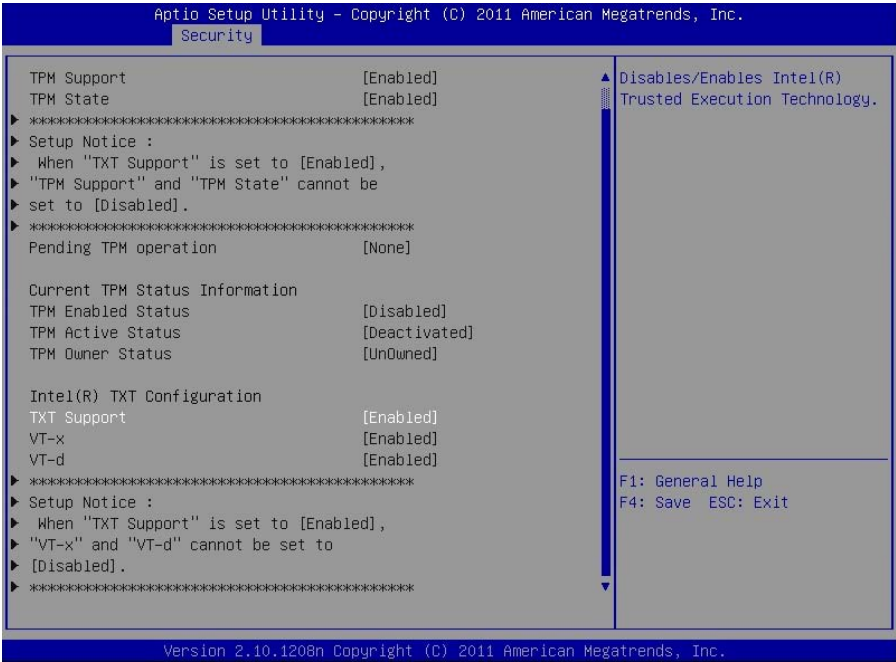 Aptio Setup Utility - Copyright (C) 2011 American Megatrends, Inc.
Security
TPM Support [Enabled]
TPM State [Enabled]
********************************************
Setup Notice :
When "TXT Support" is set to [Enabled],
"TPM Support" and "TPM State" cannot be
set to [Disabled].
********************************************
Pending TPM operation [None]
Current TPM Status Information
TPM Enabled Status [Disabled]
TPM Active Status [Deactivated]
TPM Owner Status [UnOwned]
Intel(R) TXT Configuration
TXT Support [Enabled]
VT-x [Enabled]
VT-d [Enabled]
********************************************
Setup Notice :
When "TXT Support" is set to [Enabled],
"VT-x" and "VT-d" cannot be set to
[Disabled].
********************************************
Disables/Enables Intel(R)
Trusted Execution Technology.
F1: General Help
F4: Save ESC: Exit
Version 2.10.1208n Copyright (C) 2011 American Megatrends, Inc.